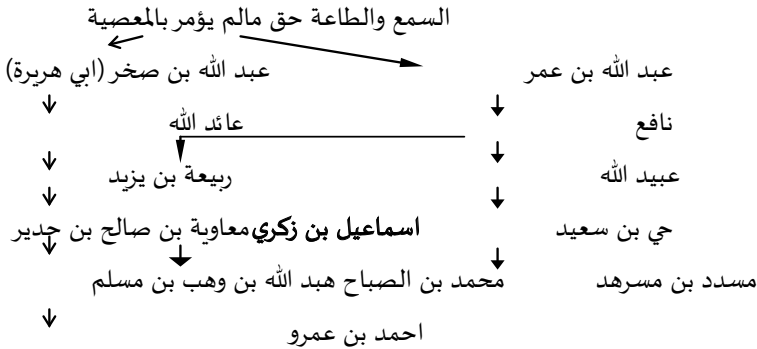 السمع والطاعة حق مالم يؤمر بالمعصية
عبد الله بن عمر عبد الله بن صخر (ابي هريرة)
نافع عائد الله
عبيد الله ربيعة بن يزيد
حي بن سعيد اسماعيل بن زكري معاوية بن صالح بن حدير
مسدد بن مسرهد محمد بن الصباح هبد الله بن وهب بن مسلم
احمد بن عمرو